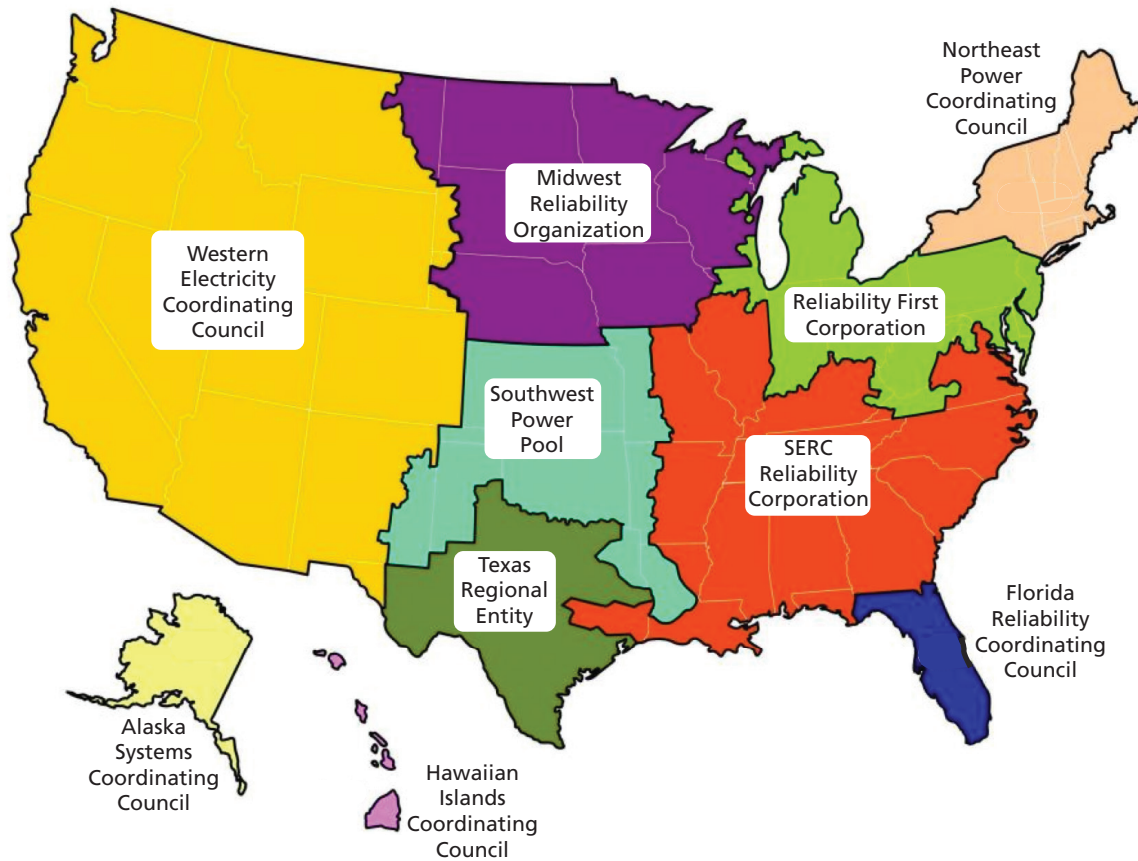 Northeast
Power
Coordinating
Council
Midwest
Reliability
Organization
Western
Electricity
Coordinating
Council
Reliability First
Corporation
Southwest
Power
Pool
SERC
Reliability
Corporation
Texas
Regional
Entity
Florida
Reliability
Coordinating
Council
Alaska
Systems
Coordinating
Council
Hawaiian
Islands
Coordinating
Council